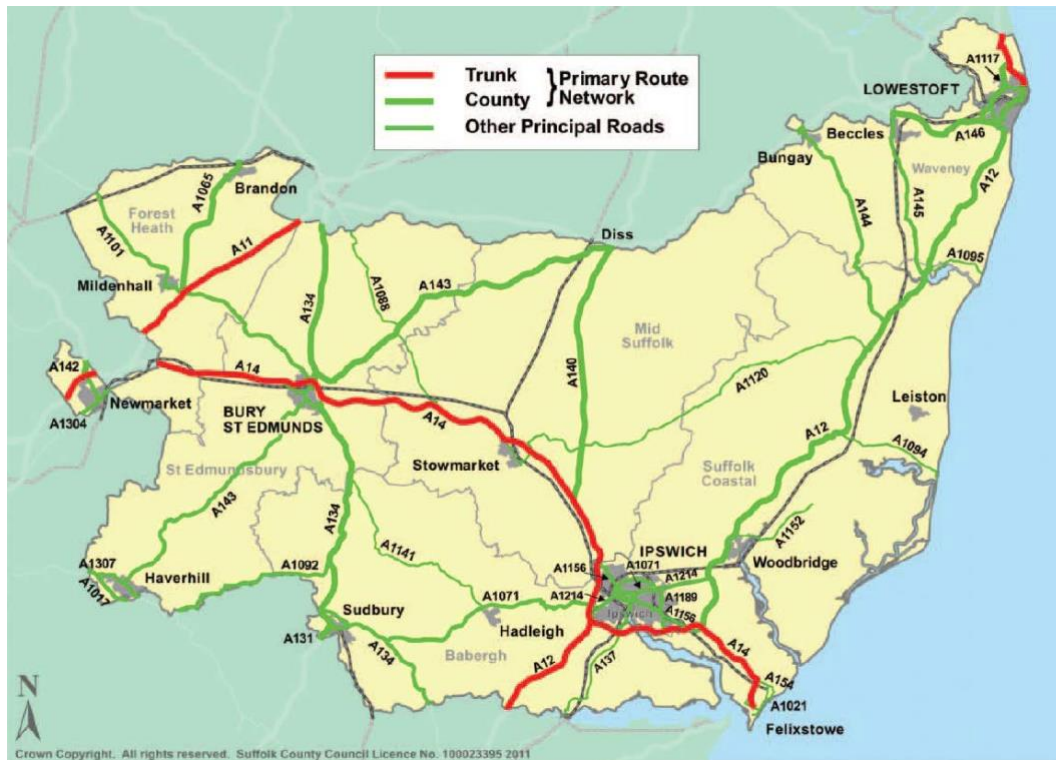 Trunk
County
Primary Route
Network
Other Principal Roads
A1117
LOWESTOFT
Beccles
A146
Bungay
Waveney
A12
A145
A144
A1095
Brandon
A1065
Forest
Heath
A1101
A11
Mildenhall
Diss
A143
A134
A1088
A140
Mid
Suffolk
A1120
A142
A14
Newmarket
A1304
BURY
ST EDMUNDS
A14
Stowmarket
Leiston
A12
A1094
St Edmundsbury
A143
A134
Suffolk
Coastal
A1152
A1307
A1017
Haverhill
A1092
A1141
IPSWICH
A1156
A1071
A1214
Woodbridge
A1214
A1189
Ipswich
A1156
Sudbury
A1071
Hadleigh
A131
A134
Babergh
A12
A137
A14
A154
A1021
Felixstowe
N
Crown Copyright. All rights reserved. Suffolk County Council Licence No. 100023395 2011